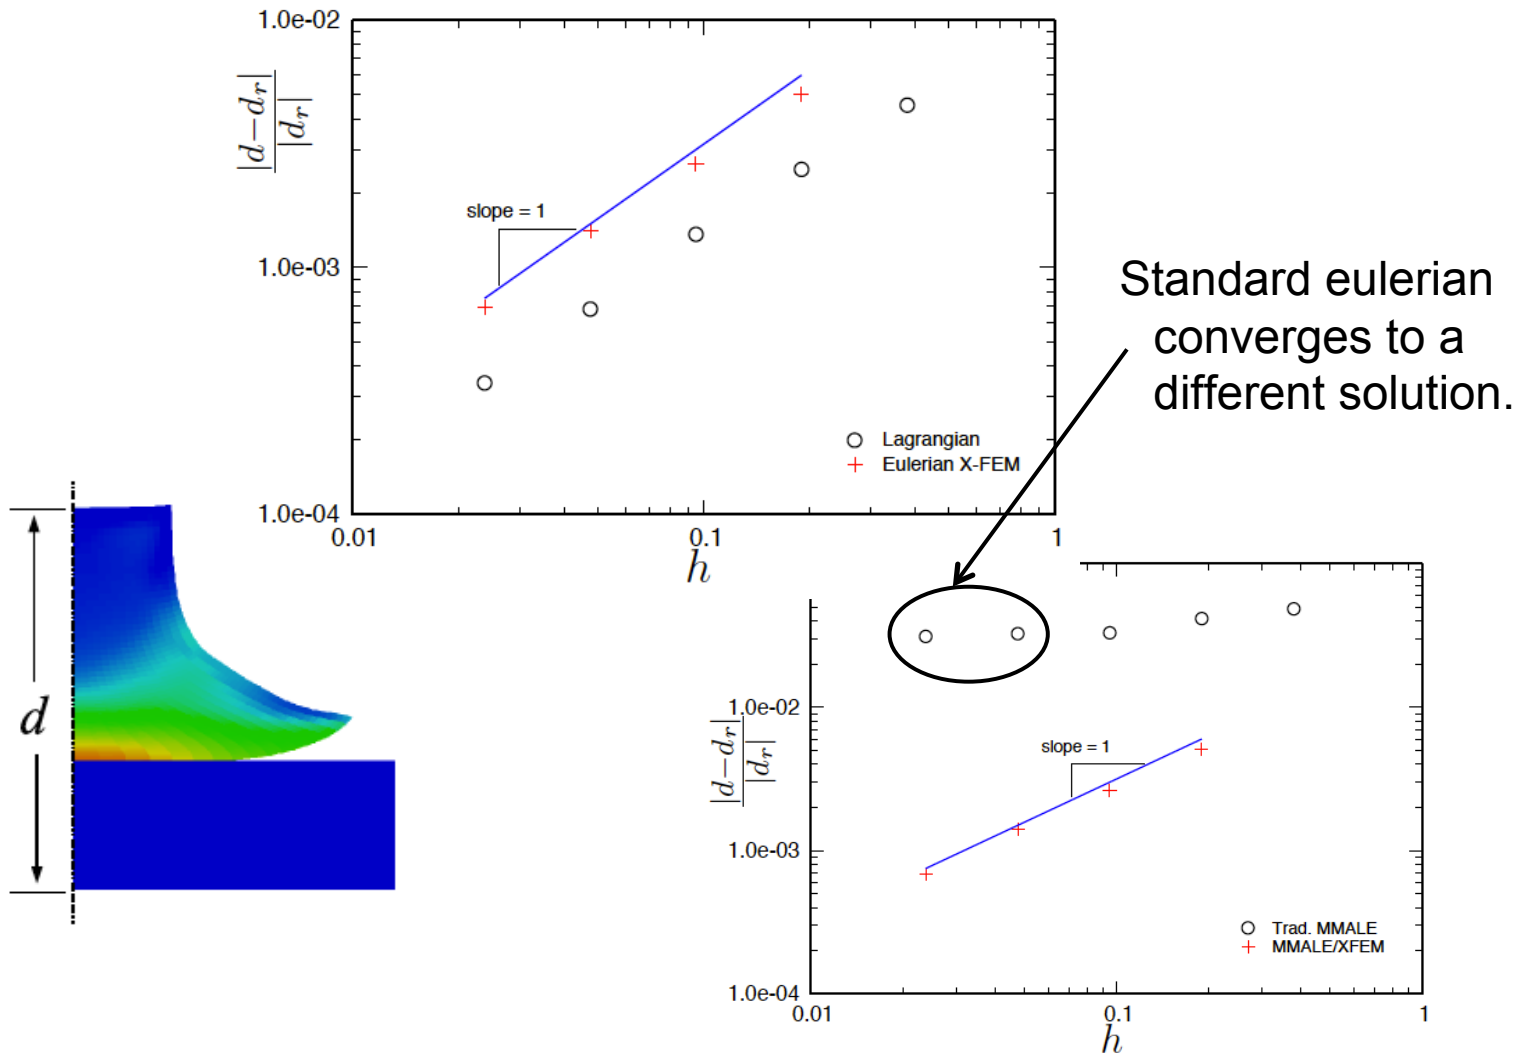 1.0e-02
|d−d_r|
|d_r|
slope = 1
1.0e-03
Lagrangian
Eulerian X-FEM
1.0e-04
0.01
0.1
1
h
Standard eulerian
converges to a
different solution.
d
1.0e-02
|d−d_r|
|d_r|
slope = 1
1.0e-03
Trad. MMALE
MMALE/XFEM
1.0e-04
0.01
0.1
1
h